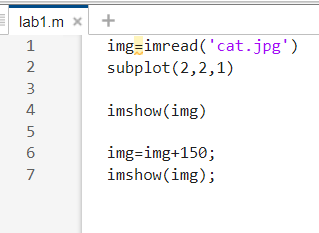 lab1.m × +
1 img=imread('cat.jpg')
2 subplot(2,2,1)
3
4 imshow(img)
5
6 img=img+150;
7 imshow(img);